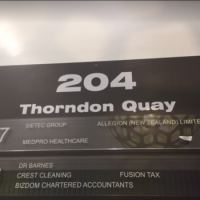 204
Thorndon Quay
SIETEC GROUP ALLEGION (NEW ZEALAND) LIMITE
7 MEDPRO HEALTHCARE
DR BARNES
CREST CLEANING FUSION TAX
BIZDOM CHARTERED ACCOUNTANTS